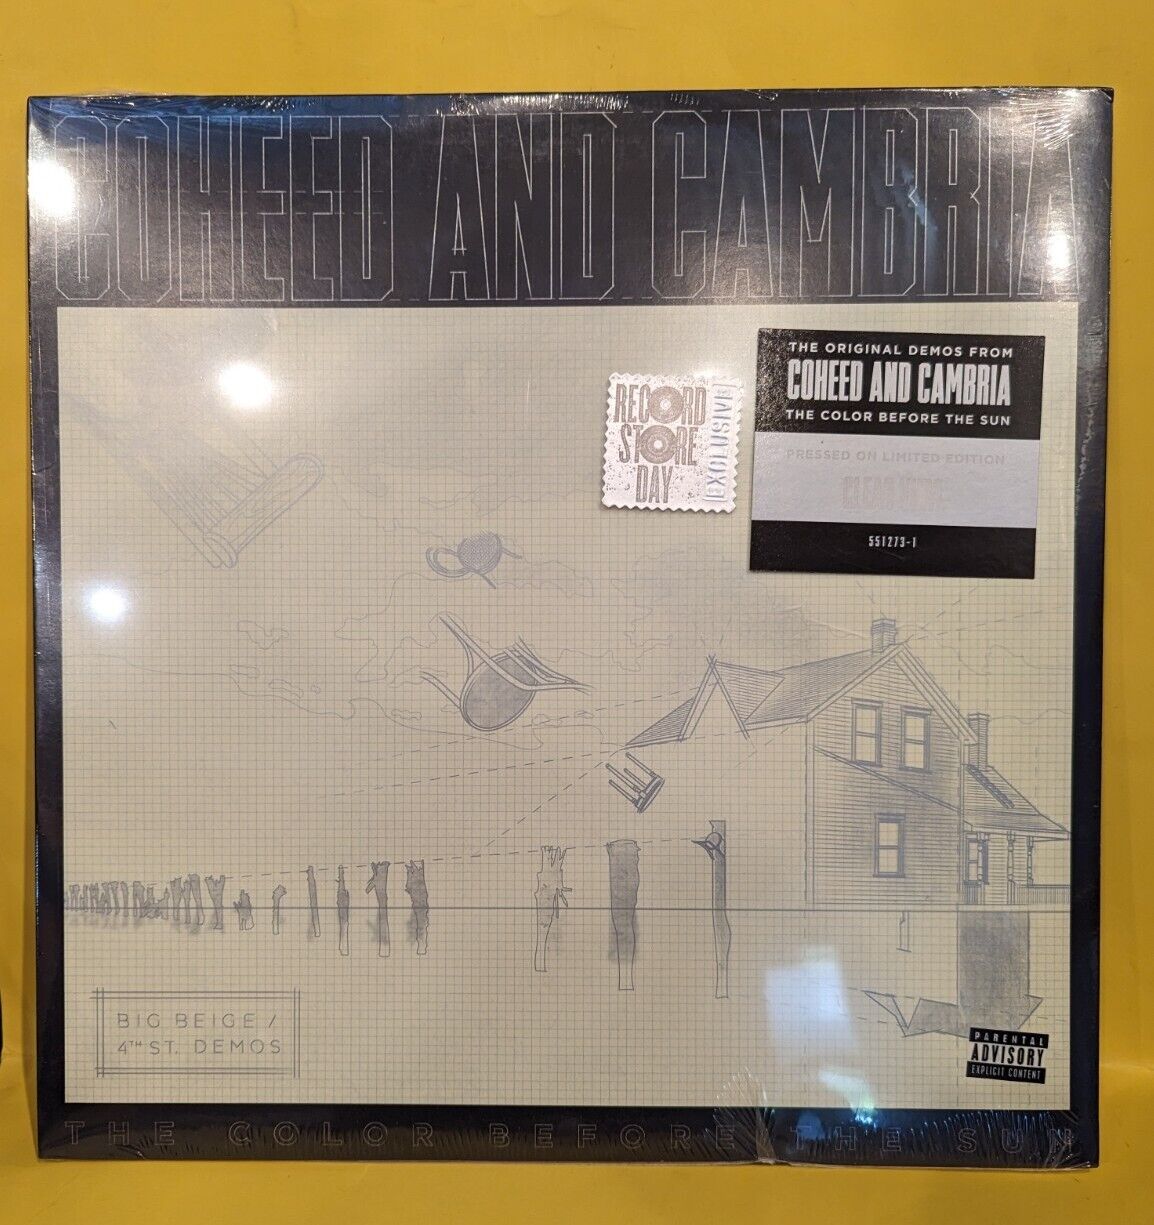 COHEED AND CAMBRIA
THE ORIGINAL DEMOS FROM
COHEED AND CAMBRIA
THE COLOR BEFORE THE SUN
PRESSED ON LIMITED EDITION
CLEAR VINYL
551273-1
RECORD
STORE
DAY
EXCLUSIVE
BIG BEIGE /
4TH ST. DEMOS
PARENTAL
ADVISORY
EXPLICIT CONTENT
THE COLOR BEFORE THE SUN